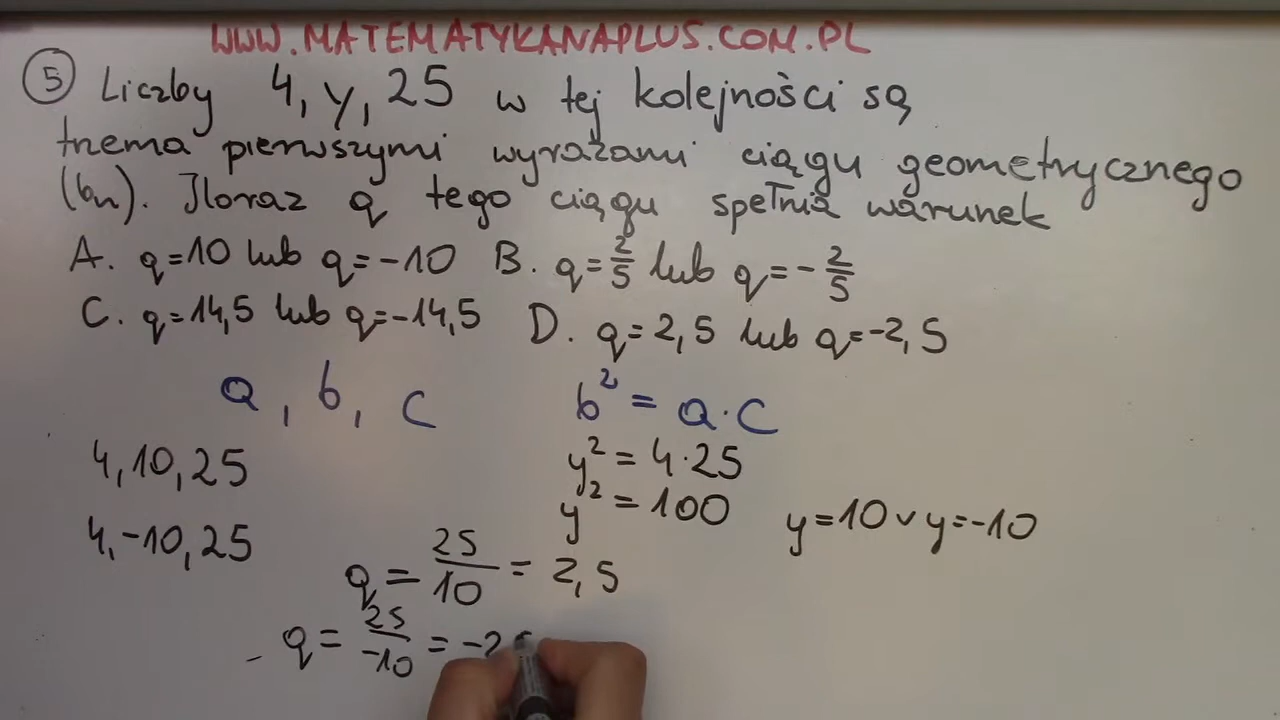 WWW.MATEMATYKANAPLUS.COM.PL
5 Liczby 4, y, 25 w tej kolejności są
trzema pierwszymi wyrazami ciągu geometrycznego
(bn). Iloraz q tego ciągu spełnia warunek
A. q=10 lub q=-10 B. q=2/5 lub q=-2/5
C. q=14,5 lub q=-14,5 D. q=2,5 lub q=-2,5
a, b, c b² = a·c
4,10,25 y² = 4·25
y² = 100 y=10 v y=-10
4,-10,25
q = 25/10 = 2,5
- q = 25/-10 = -2